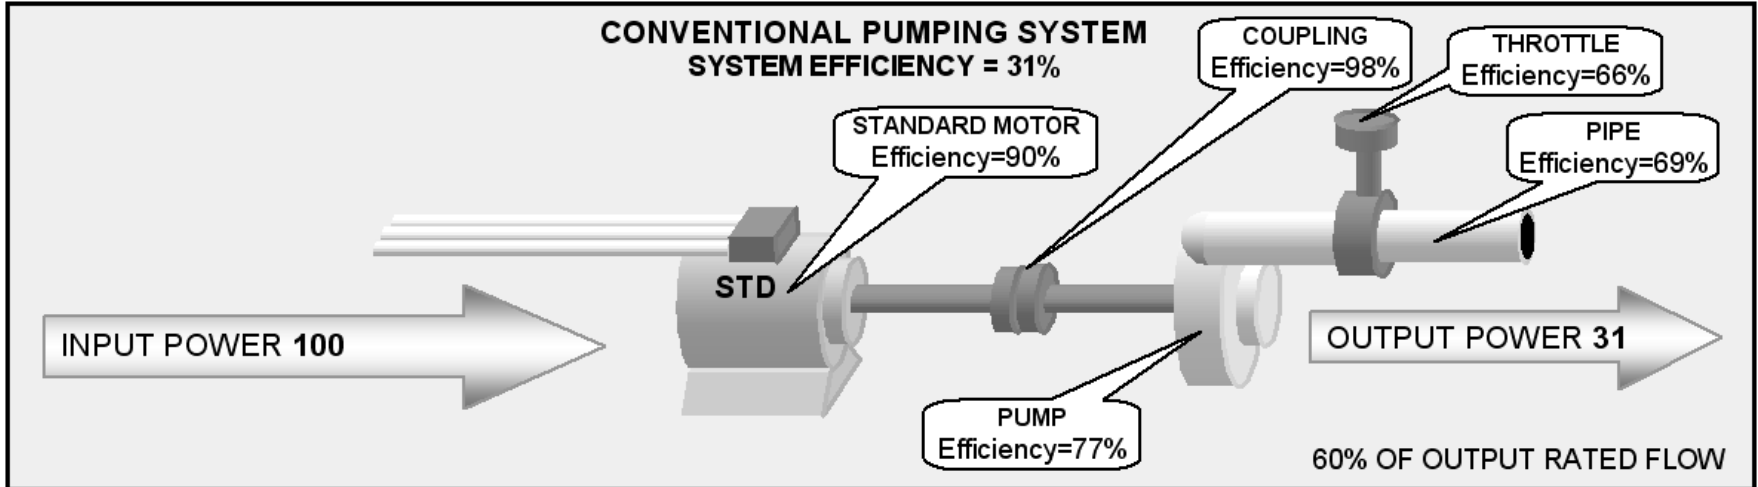 CONVENTIONAL PUMPING SYSTEM
SYSTEM EFFICIENCY = 31%
COUPLING
Efficiency=98%
THROTTLE
Efficiency=66%
STANDARD MOTOR
Efficiency=90%
PIPE
Efficiency=69%
STD
INPUT POWER 100
OUTPUT POWER 31
PUMP
Efficiency=77%
60% OF OUTPUT RATED FLOW